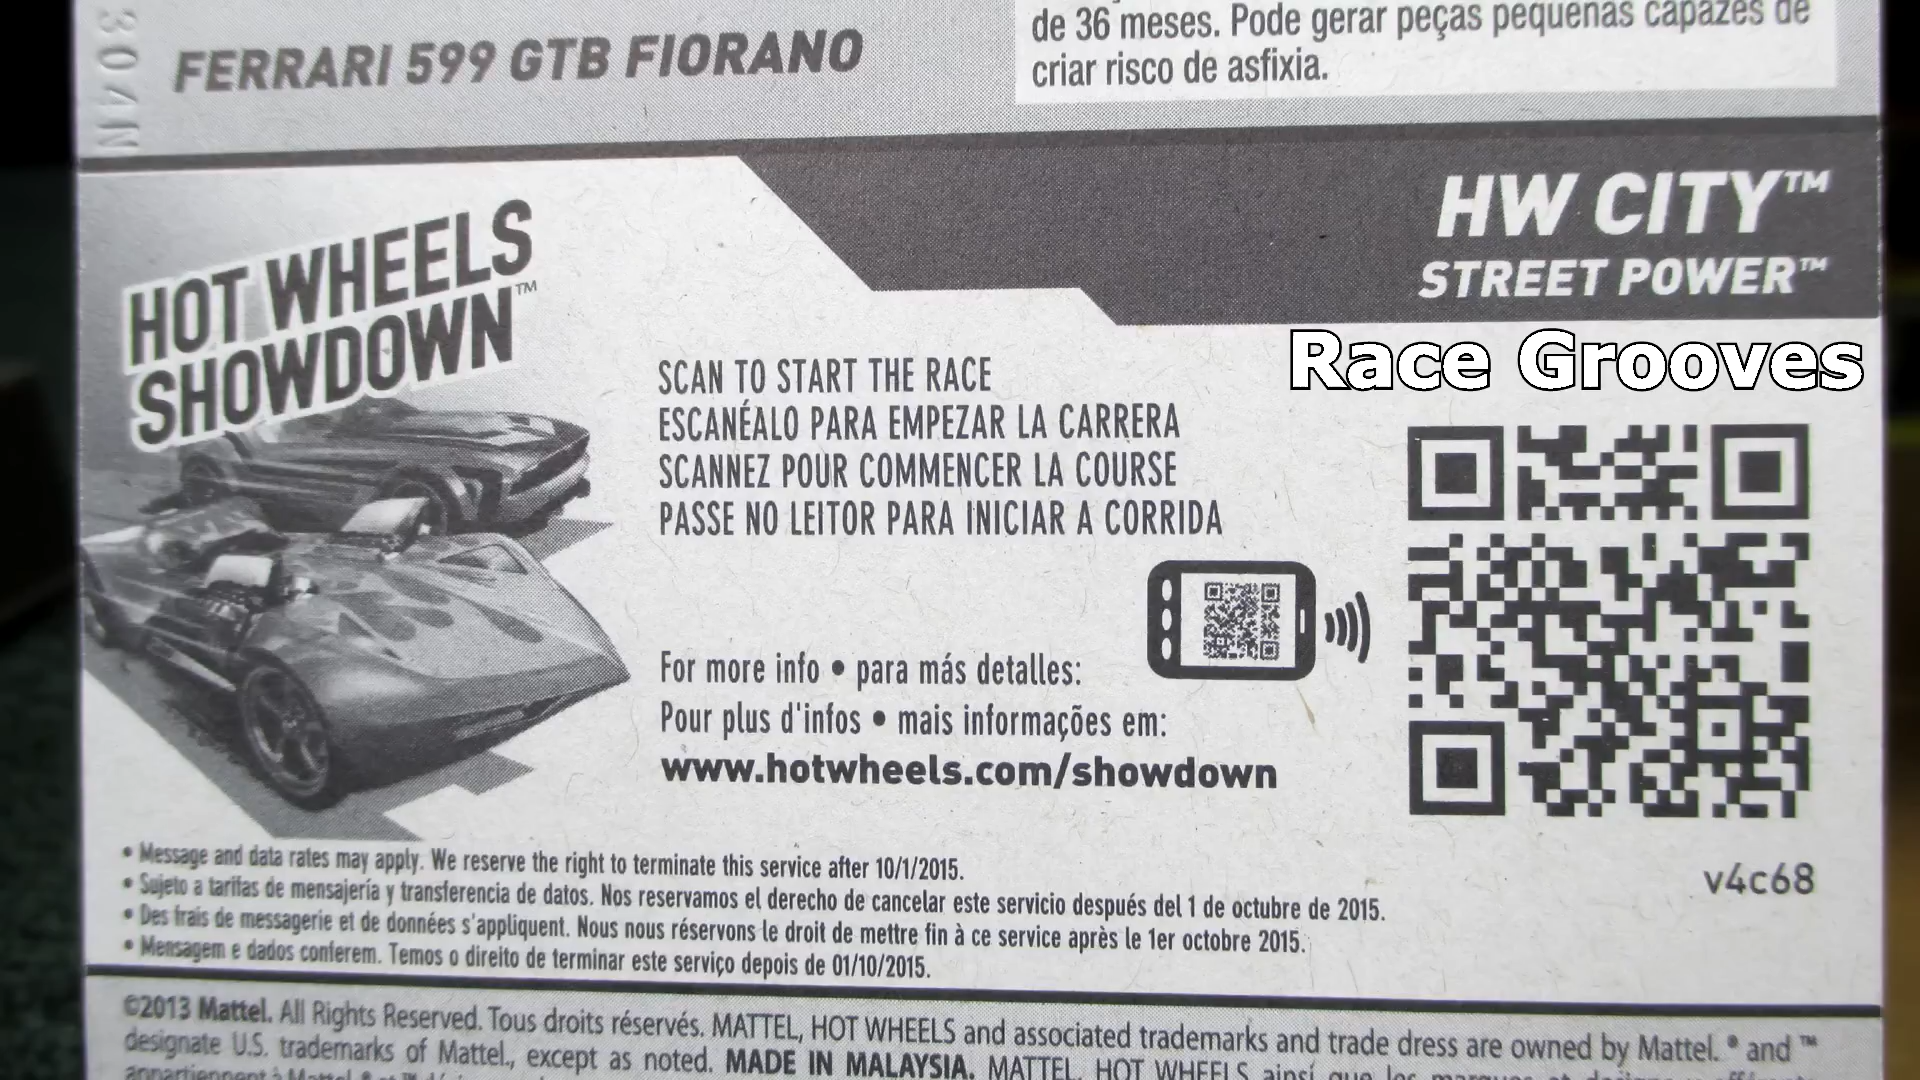 304N
FERRARI 599 GTB FIORANO
de 36 meses. Pode gerar peças pequenas capazes de
criar risco de asfixia.
HW CITY™
STREET POWER™
Race Grooves
HOT WHEELS
SHOWDOWN™
SCAN TO START THE RACE
ESCANÉALO PARA EMPEZAR LA CARRERA
SCANNEZ POUR COMMENCER LA COURSE
PASSE NO LEITOR PARA INICIAR A CORRIDA
For more info • para más detalles:
Pour plus d'infos • mais informações em:
www.hotwheels.com/showdown
v4c68
• Message and data rates may apply. We reserve the right to terminate this service after 10/1/2015.
• Sujeto a tarifas de mensajería y transferencia de datos. Nos reservamos el derecho de cancelar este servicio después del 1 de octubre de 2015.
• Des frais de messagerie et de données s'appliquent. Nous nous réservons le droit de mettre fin à ce service après le 1er octobre 2015.
• Mensagem e dados conferem. Temos o direito de terminar este serviço depois de 01/10/2015.
©2013 Mattel. All Rights Reserved. Tous droits réservés. MATTEL, HOT WHEELS and associated trademarks and trade dress are owned by Mattel. ® and ™
designate U.S. trademarks of Mattel, except as noted. MADE IN MALAYSIA. MATTEL, HOT WHEELS ainsi que les marques et
appartiennent à Mattel. ® et ™